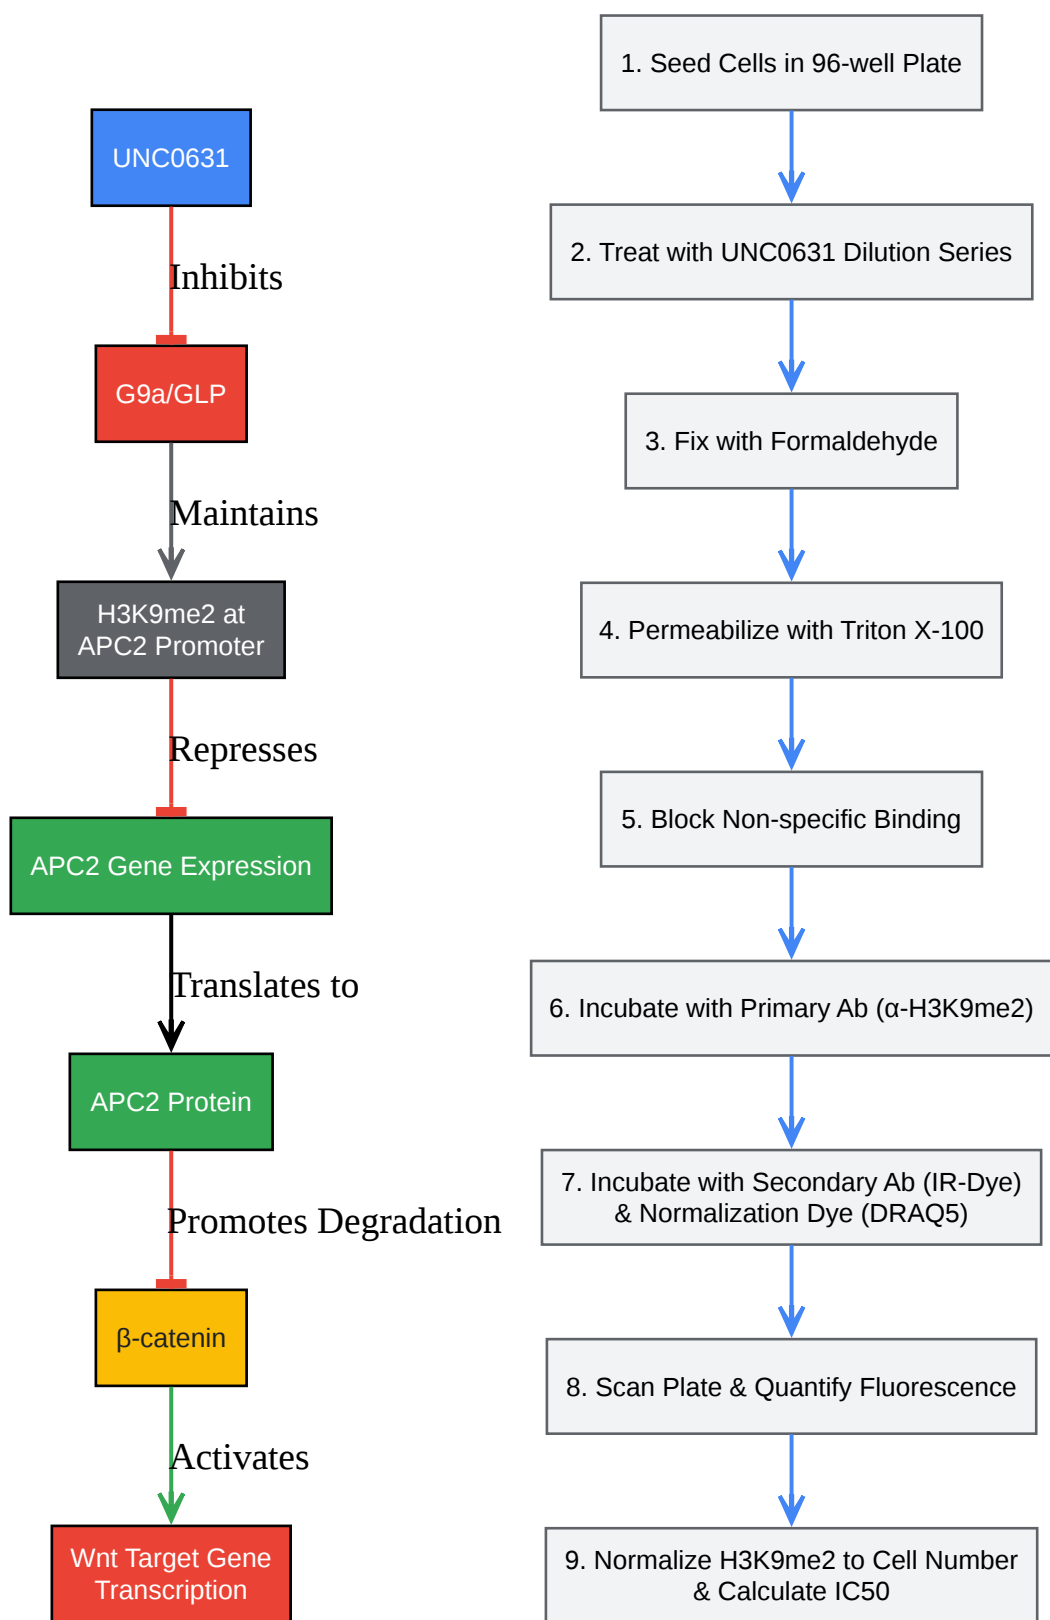 UNC0631
Inhibits
G9a/GLP
Maintains
H3K9me2 at
APC2 Promoter
Represses
APC2 Gene Expression
Translates to
APC2 Protein
Promotes Degradation
β-catenin
Activates
Wnt Target Gene
Transcription
1. Seed Cells in 96-well Plate
2. Treat with UNC0631 Dilution Series
3. Fix with Formaldehyde
4. Permeabilize with Triton X-100
5. Block Non-specific Binding
6. Incubate with Primary Ab (α-H3K9me2)
7. Incubate with Secondary Ab (IR-Dye)
& Normalization Dye (DRAQ5)
8. Scan Plate & Quantify Fluorescence
9. Normalize H3K9me2 to Cell Number
& Calculate IC50